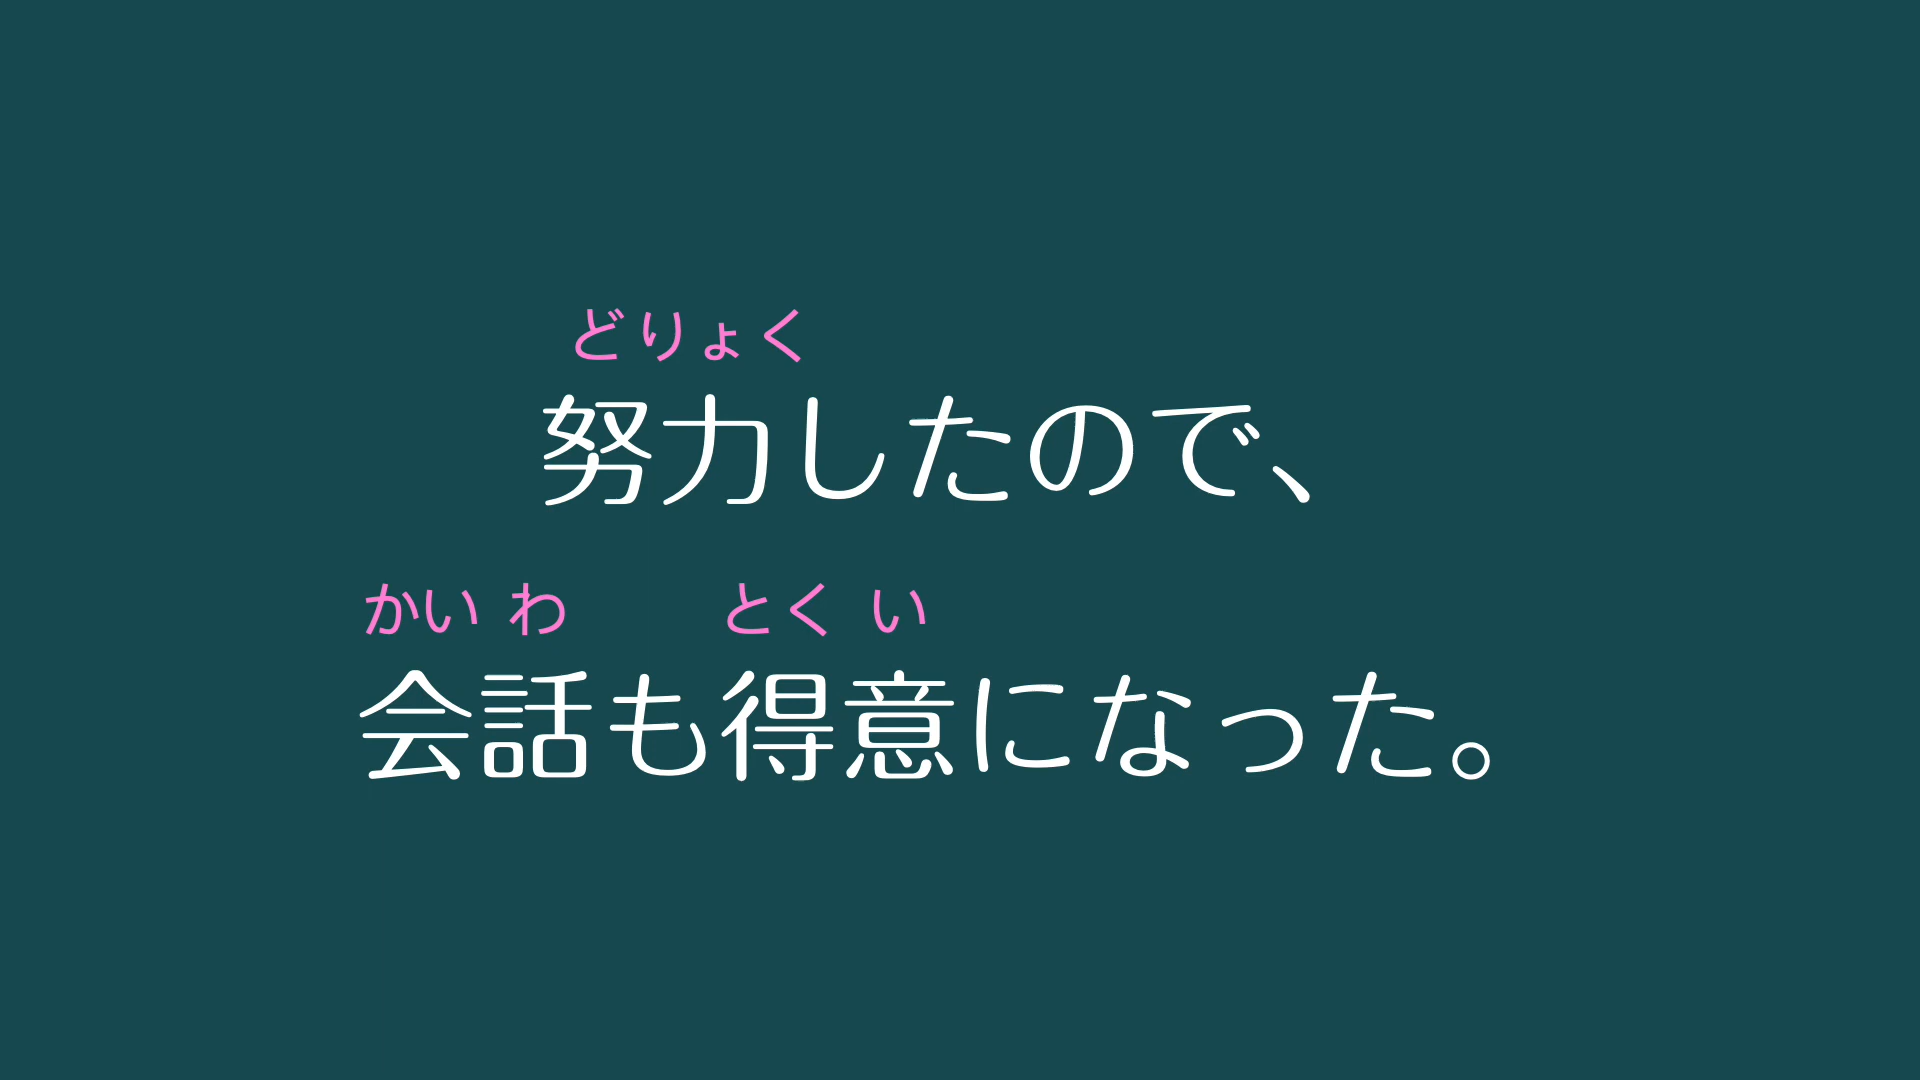 どりょく
努力したので、
かい わ とく い
会話も得意になった。